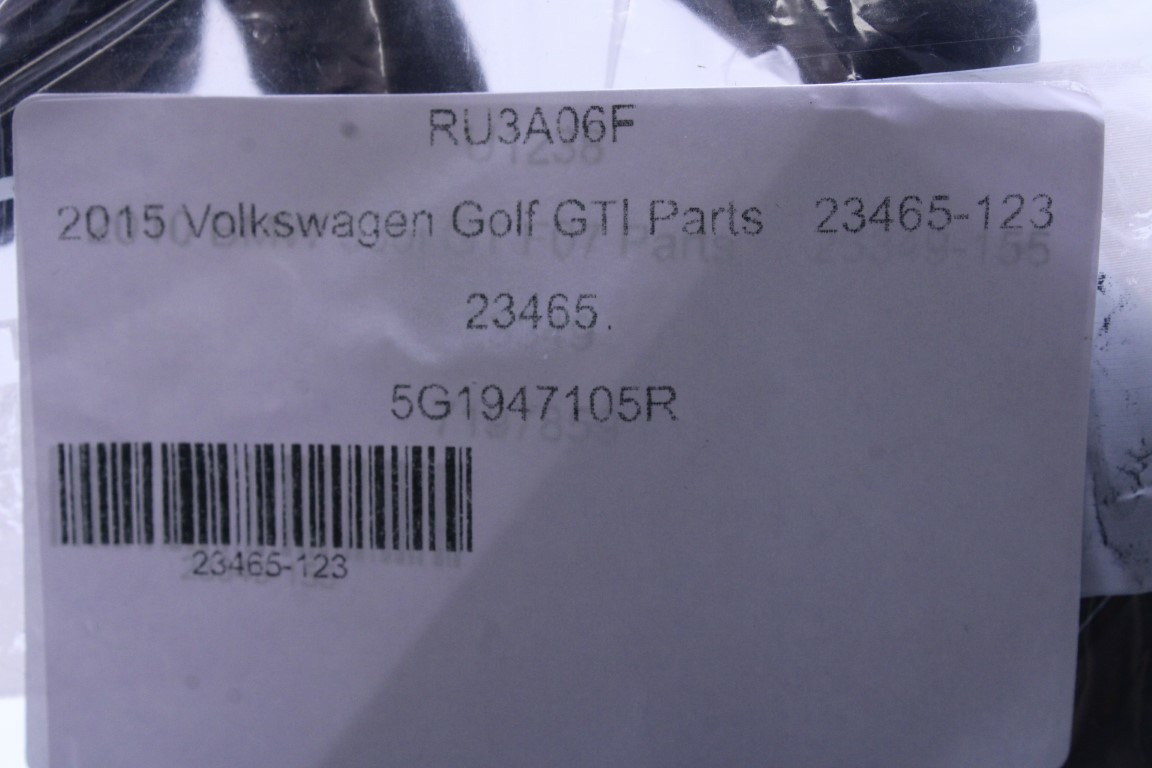 RU3A06F
2015 Volkswagen Golf GTI Parts 23465-123
23465.
5G1947105R
23465-123